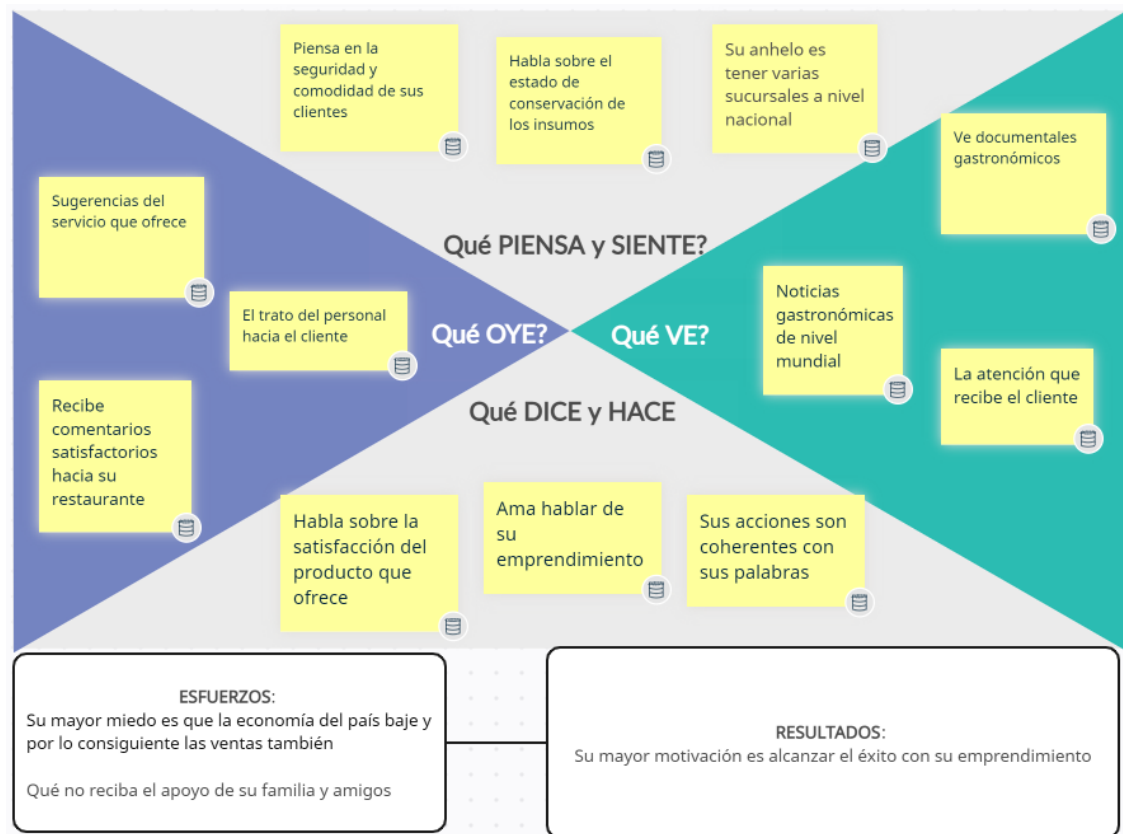 Piensa en la
seguridad y
comodidad de sus
clientes
Habla sobre el
estado de
conservación de
los insumos
Su anhelo es
tener varias
sucursales a nivel
nacional
Ve documentales
gastronómicos
Sugerencias del
servicio que ofrece
Qué PIENSA y SIENTE?
El trato del personal
hacia el cliente
Qué OYE?
Qué VE?
Noticias
gastronómicas
de nivel
mundial
La atención que
recibe el cliente
Recibe
comentarios
satisfactorios
hacia su
restaurante
Qué DICE y HACE
Habla sobre la
satisfacción del
producto que
ofrece
Ama hablar de
su
emprendimiento
Sus acciones son
coherentes con
sus palabras
ESFUERZOS:
Su mayor miedo es que la economía del país baje y
por lo consiguiente las ventas también
Qué no reciba el apoyo de su familia y amigos
RESULTADOS:
Su mayor motivación es alcanzar el éxito con su emprendimiento